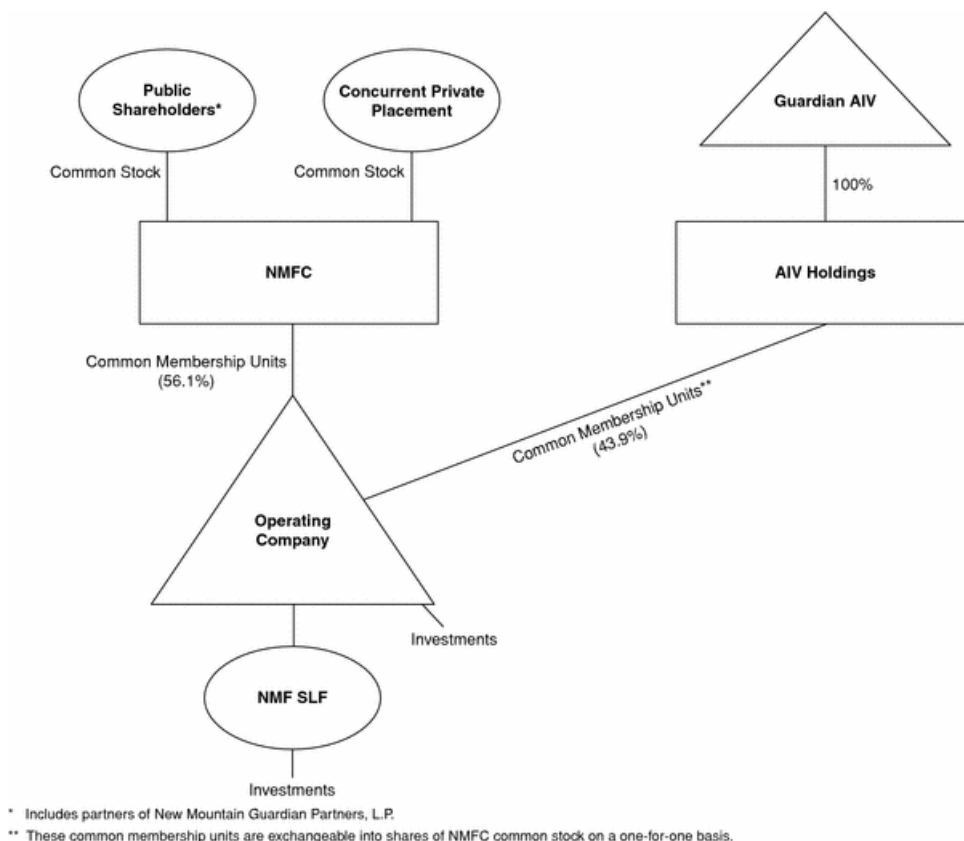 Public
Shareholders*
Concurrent Private
Placement
Guardian AIV
Common Stock
Common Stock
100%
NMFC
AIV Holdings
Common Membership Units
(56.1%)
Common Membership Units**
(43.9%)
Operating
Company
Investments
NMF SLF
Investments
* Includes partners of New Mountain Guardian Partners, L.P.
** These common membership units are exchangeable into shares of NMFC common stock on a one-for-one basis.